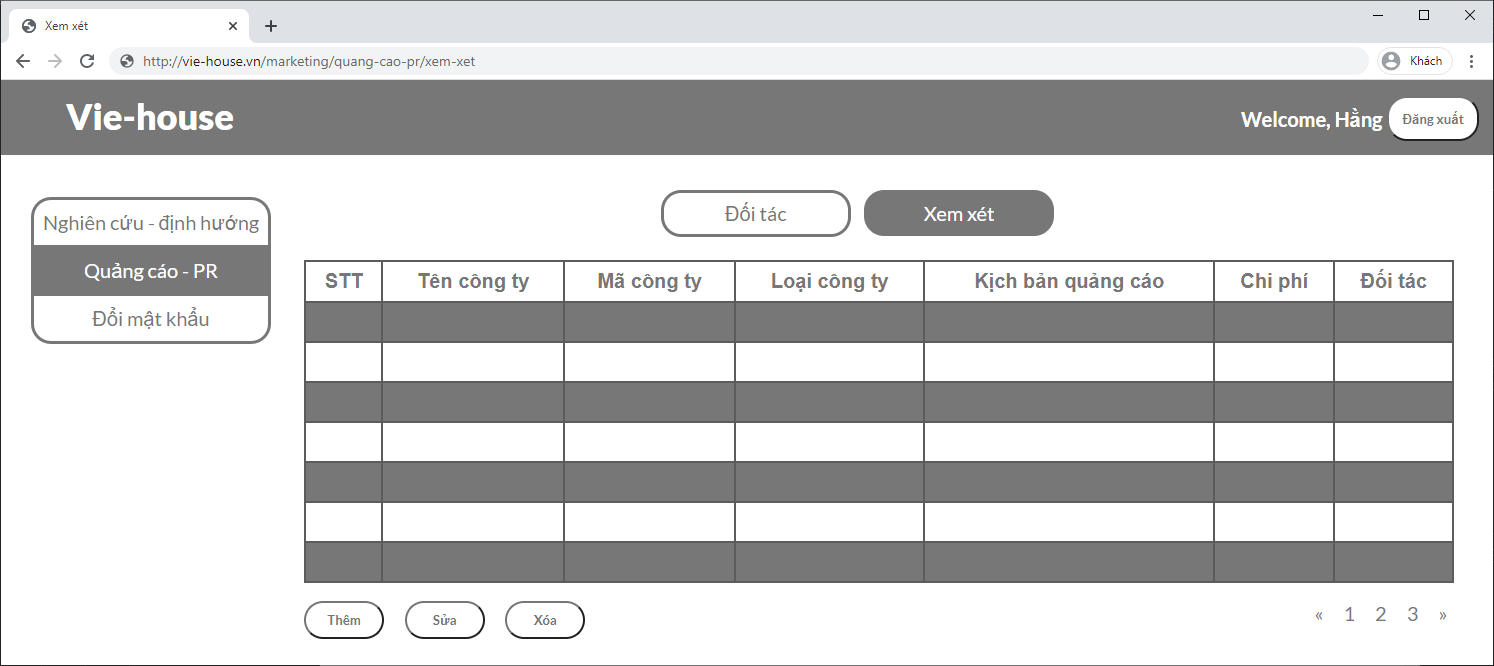 Xem xét
http://vie-house.vn/marketing/quang-cao-pr/xem-xet
Khách
Vie-house
Welcome, Hằng
Đăng xuất
Nghiên cứu - định hướng
Quảng cáo - PR
Đổi mật khẩu
Đối tác
Xem xét
STT Tên công ty Mã công ty Loại công ty Kịch bản quảng cáo Chi phí Đối tác
Thêm Sửa Xóa
« 1 2 3 »